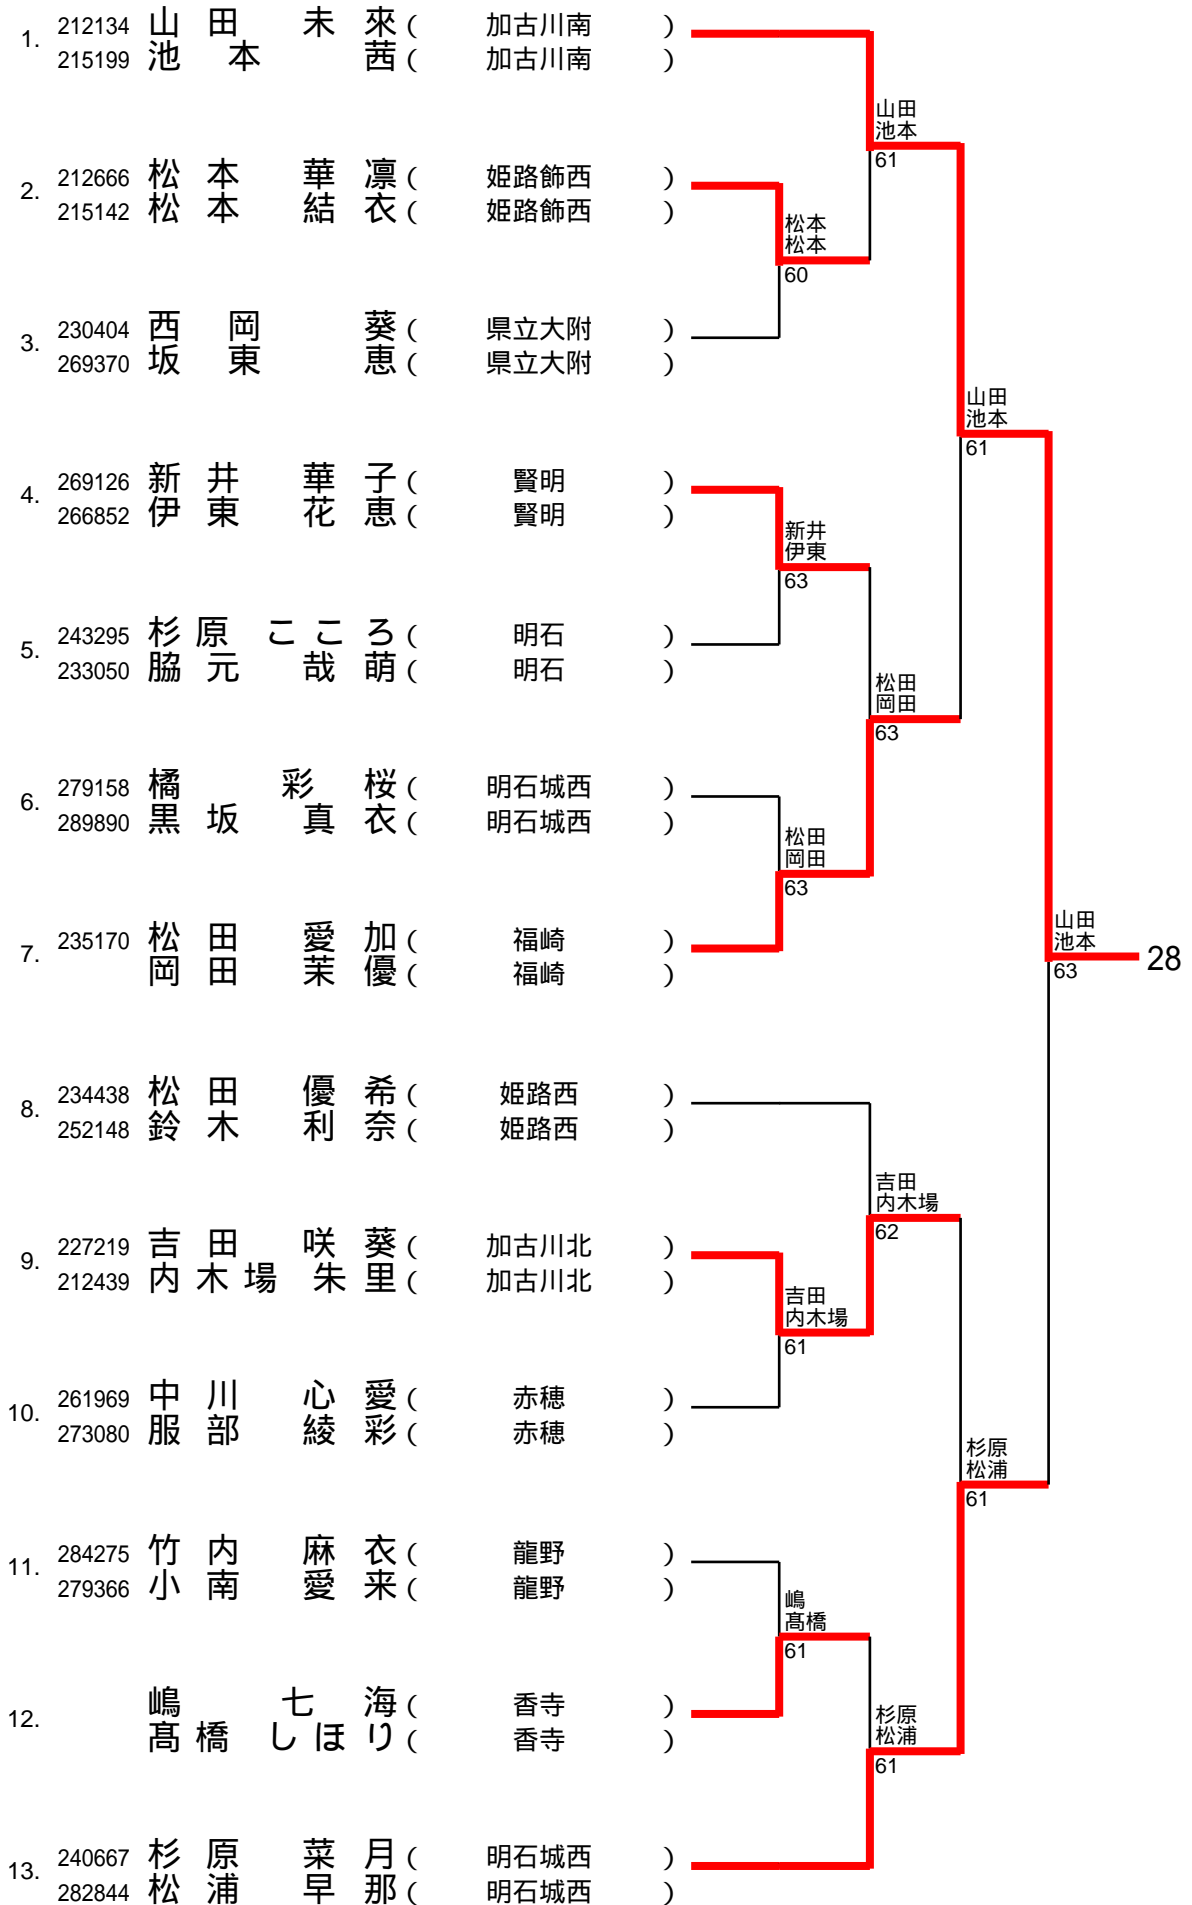 1. 212134 山田 未來 ( 加古川南 )
215199 池本 茜 ( 加古川南 )
山田
池本
61
2. 212666 松本 華凛 ( 姫路飾西 )
215142 松本 結衣 ( 姫路飾西 )
松本
松本
60
3. 230404 西岡 葵 ( 県立大附 )
269370 坂東 恵 ( 県立大附 )
山田
池本
61
4. 269126 新井 華子 ( 賢明 )
266852 伊東 花恵 ( 賢明 )
新井
伊東
63
5. 243295 杉原 こころ ( 明石 )
233050 脇元 哉萌 ( 明石 )
松田
岡田
63
6. 279158 橘 彩桜 ( 明石城西 )
289890 黒坂 真衣 ( 明石城西 )
松田
岡田
63
7. 235170 松田 愛加 ( 福崎 )
岡田 茉優 ( 福崎 )
山田
池本
63
28
8. 234438 松田 優希 ( 姫路西 )
252148 鈴木 利奈 ( 姫路西 )
吉田
内木場
62
9. 227219 吉田 咲葵 ( 加古川北 )
212439 内木場 朱里 ( 加古川北 )
吉田
内木場
61
10. 261969 中川 心愛 ( 赤穂 )
273080 服部 綾彩 ( 赤穂 )
杉原
松浦
61
11. 284275 竹内 麻衣 ( 龍野 )
279366 小南 愛来 ( 龍野 )
嶋
髙橋
61
12. 嶋 七海 ( 香寺 )
髙橋 しほり ( 香寺 )
杉原
松浦
61
13. 240667 杉原 菜月 ( 明石城西 )
282844 松浦 早那 ( 明石城西 )